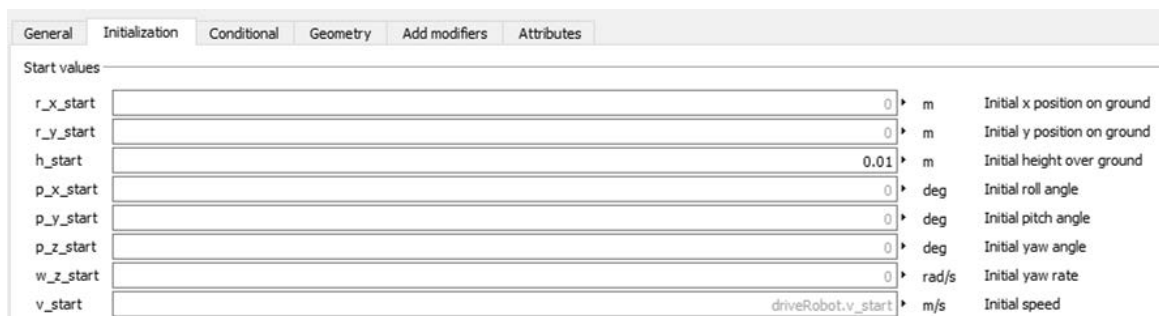 General Initialization Conditional Geometry Add modifiers Attributes
Start values
r_x_start 0 m Initial x position on ground
r_y_start 0 m Initial y position on ground
h_start 0.01 m Initial height over ground
p_x_start 0 deg Initial roll angle
p_y_start 0 deg Initial pitch angle
p_z_start 0 deg Initial yaw angle
w_z_start 0 rad/s Initial yaw rate
v_start driveRobot.v_start m/s Initial speed